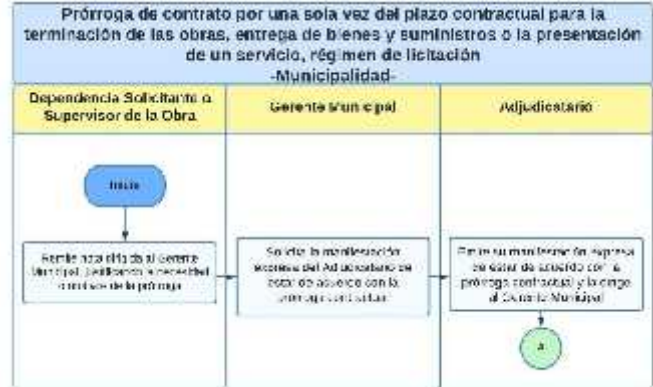 Prórroga de contrato por una sola vez del plazo contractual para la
terminación de las obras, entrega de bienes y suministros o la presentación
de un servicio, régimen de licitación
-Municipalidad-
Dependencia Solicitante o
Supervisor de la Obra
Gerente Municipal
Adjudicatario
Inicio
Remite nota dirigida al Gerente
Municipal, justificando la necesidad
o motivos de la prórroga
Solicita la manifestación
expresa del Adjudicatario de
estar de acuerdo con la
prórroga contractual
Emite su manifestación expresa
de estar de acuerdo con la
prórroga contractual y la dirige
al Gerente Municipal
A